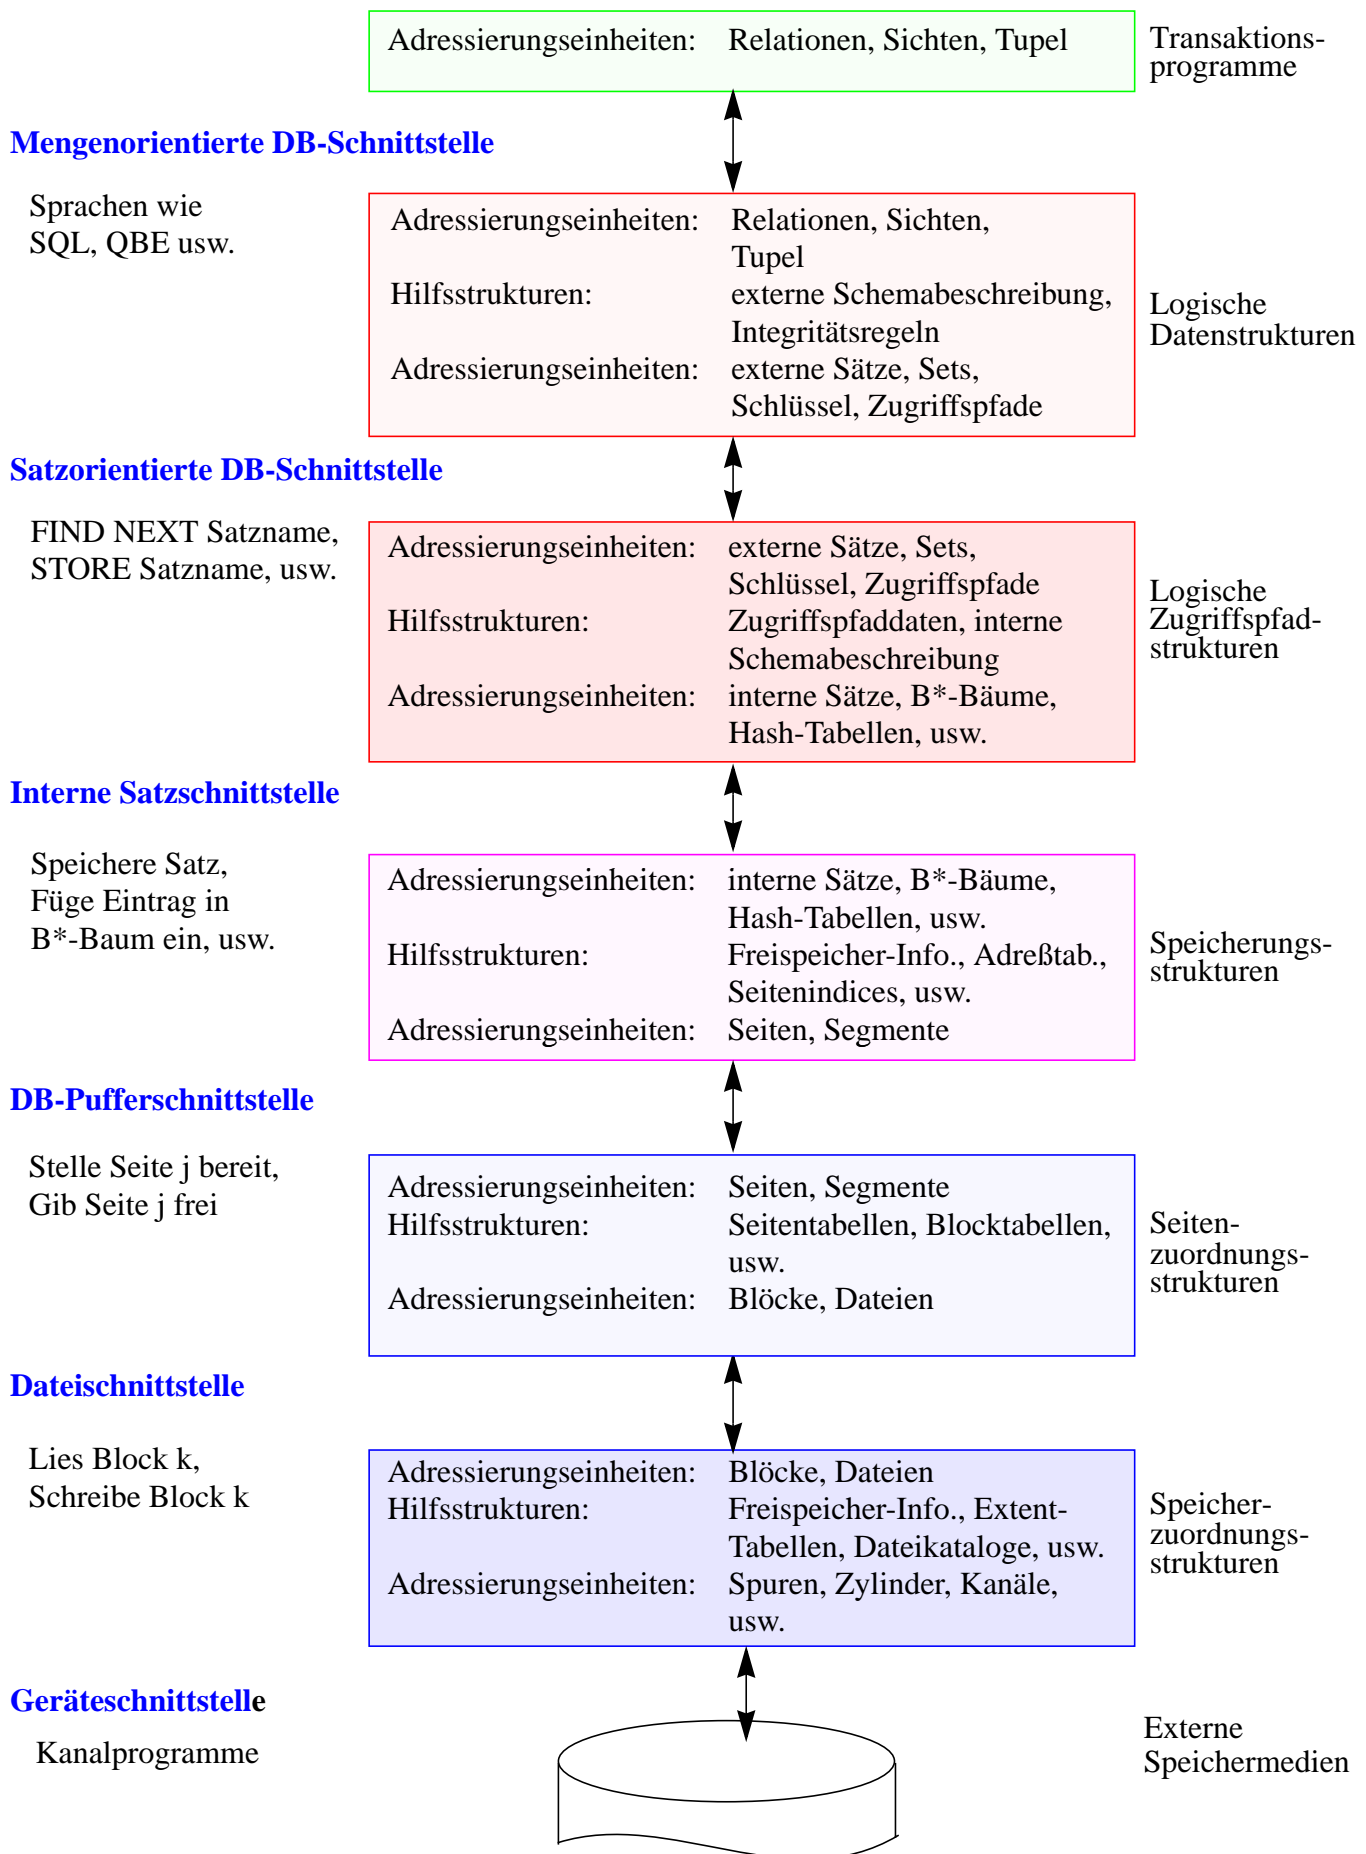 Adressierungseinheiten: Relationen, Sichten, Tupel
Transaktions-
programme
Mengenorientierte DB-Schnittstelle
Sprachen wie
SQL, QBE usw.
Adressierungseinheiten: Relationen, Sichten,
Tupel
Hilfsstrukturen: externe Schemabeschreibung,
Integritätsregeln
Adressierungseinheiten: externe Sätze, Sets,
Schlüssel, Zugriffspfade
Logische
Datenstrukturen
Satzorientierte DB-Schnittstelle
FIND NEXT Satzname,
STORE Satzname, usw.
Adressierungseinheiten: externe Sätze, Sets,
Schlüssel, Zugriffspfade
Hilfsstrukturen: Zugriffspfaddaten, interne
Schemabeschreibung
Adressierungseinheiten: interne Sätze, B*-Bäume,
Hash-Tabellen, usw.
Logische
Zugriffspfad-
strukturen
Interne Satzschnittstelle
Speichere Satz,
Füge Eintrag in
B*-Baum ein, usw.
Adressierungseinheiten: interne Sätze, B*-Bäume,
Hash-Tabellen, usw.
Hilfsstrukturen: Freispeicher-Info., Adreßtab.,
Seitenindices, usw.
Adressierungseinheiten: Seiten, Segmente
Speicherungs-
strukturen
DB-Pufferschnittstelle
Stelle Seite j bereit,
Gib Seite j frei
Adressierungseinheiten: Seiten, Segmente
Hilfsstrukturen: Seitentabellen, Blocktabellen,
usw.
Adressierungseinheiten: Blöcke, Dateien
Seiten-
zuordnungs-
strukturen
Dateischnittstelle
Lies Block k,
Schreibe Block k
Adressierungseinheiten: Blöcke, Dateien
Hilfsstrukturen: Freispeicher-Info., Extent-
Tabellen, Dateikataloge, usw.
Adressierungseinheiten: Spuren, Zylinder, Kanäle,
usw.
Speicher-
zuordnungs-
strukturen
Geräteschnittstelle
Kanalprogramme
Externe
Speichermedien